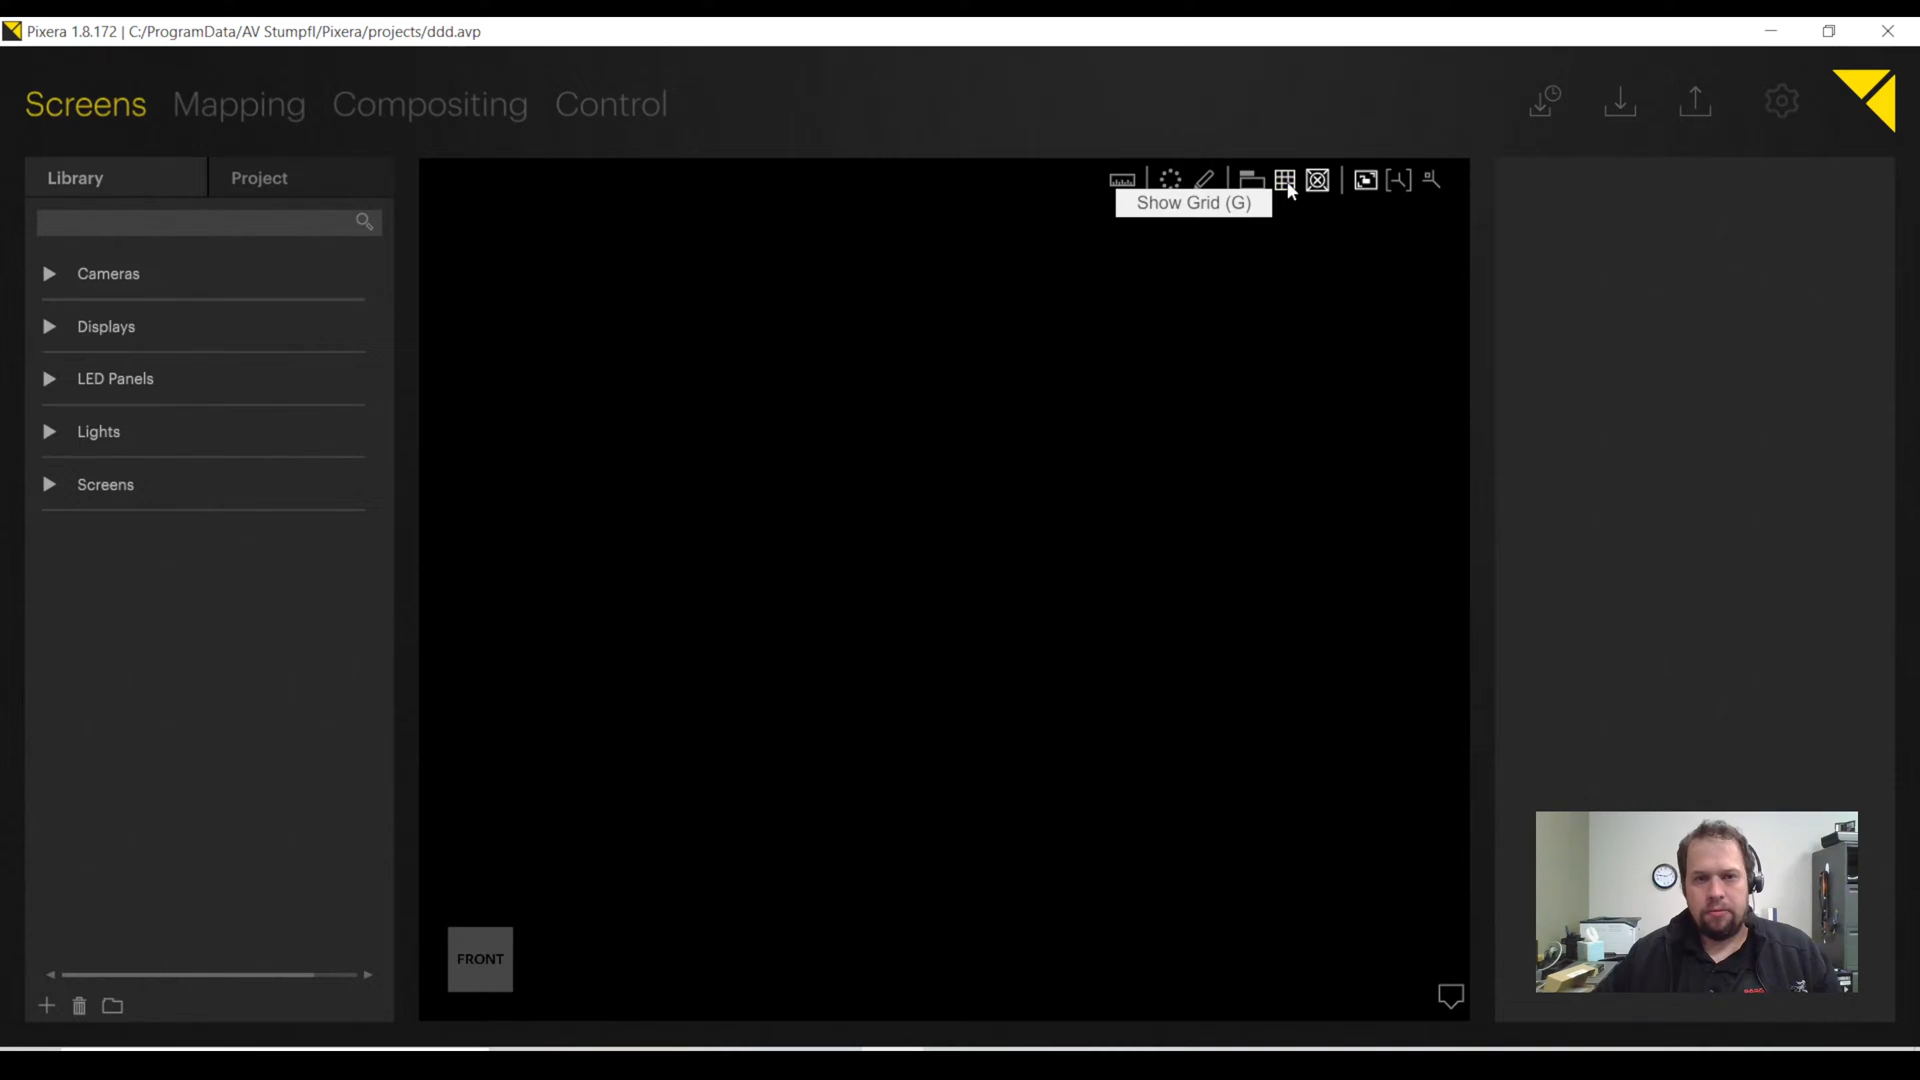 Pixera 1.8.172 | C:/ProgramData/AV Stumpfl/Pixera/projects/ddd.avp
Screens Mapping Compositing Control
Library Project
Show Grid (G)
Cameras
Displays
LED Panels
Lights
Screens
FRONT